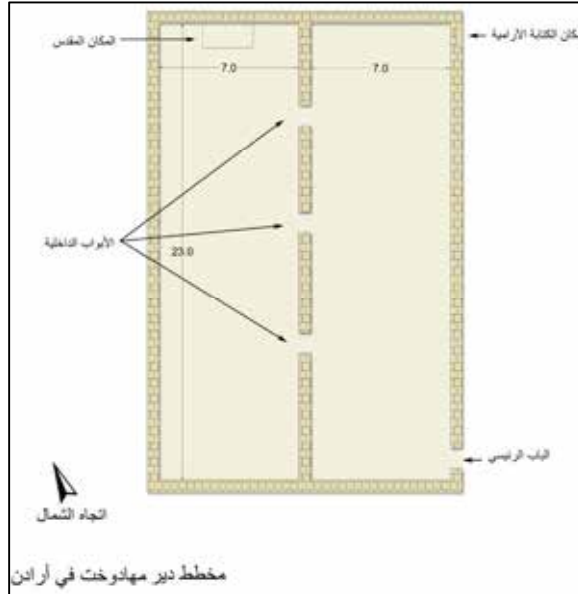 المكان المقدس
مكان الكتابة الآرامية
7.0
7.0
الأبواب الداخلية
23.0
الباب الرئيسي
اتجاه الشمال
مخطط دير مهادوخت في أرادن